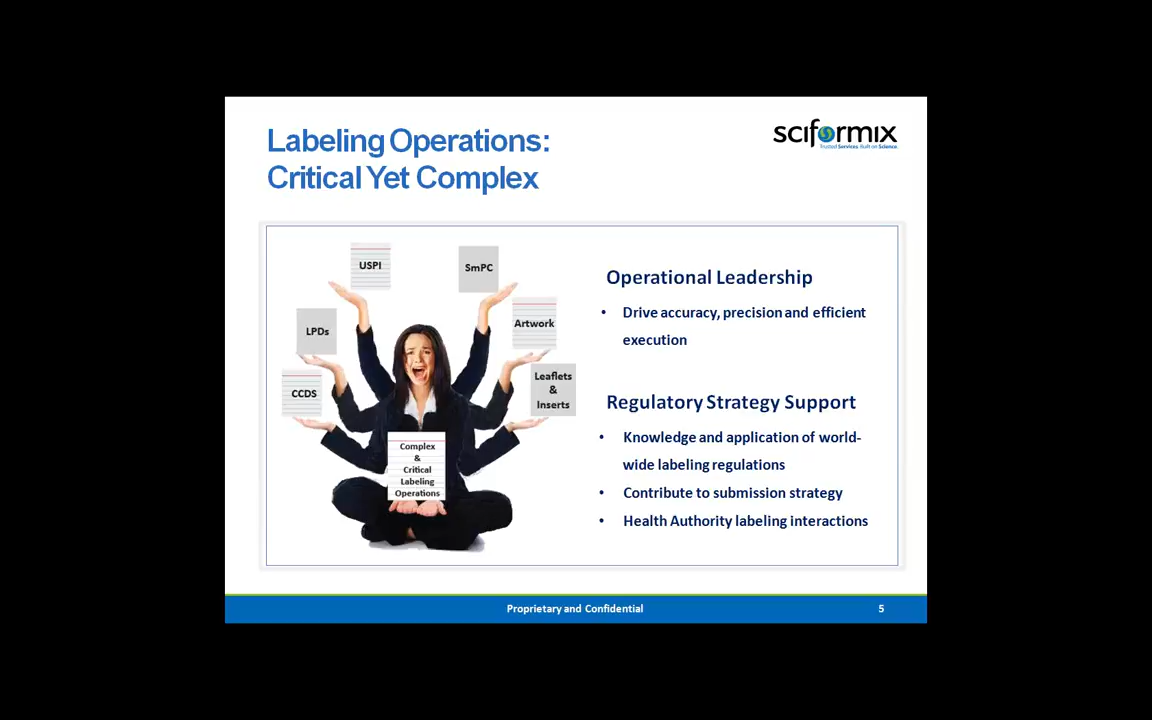 Labeling Operations:
Critical Yet Complex
sciformix
Trusted Services. Built on Science
USPI
SmPC
LPDs
Artwork
CCDS
Leaflets
&
Inserts
Complex
&
Critical
Labeling
Operations
Operational Leadership
• Drive accuracy, precision and efficient
execution
Regulatory Strategy Support
• Knowledge and application of world-
wide labeling regulations
• Contribute to submission strategy
• Health Authority labeling interactions
Proprietary and Confidential
5